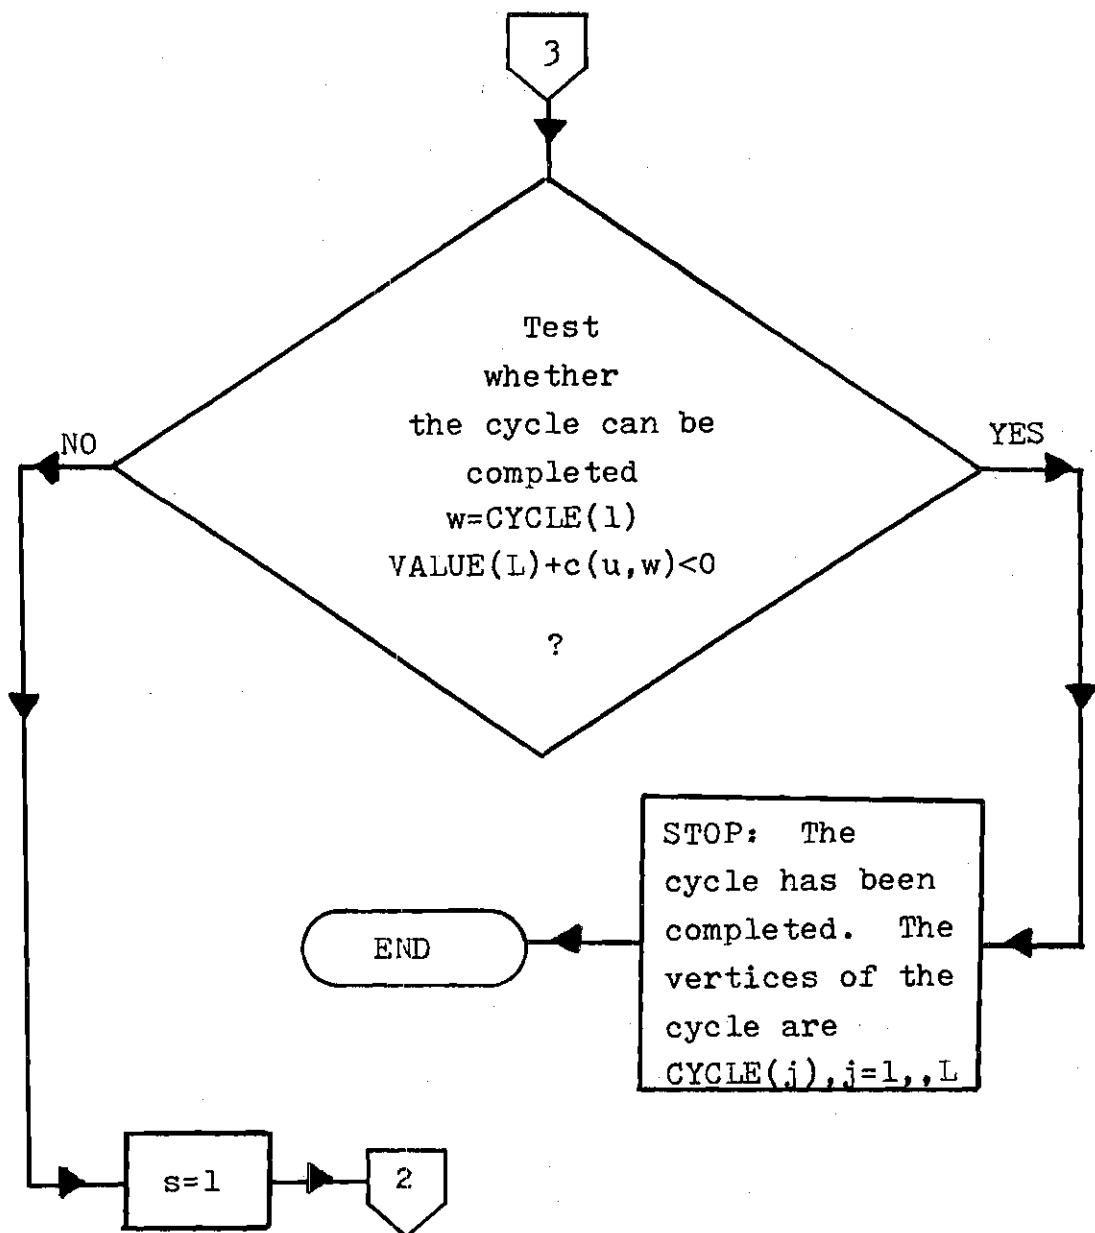 3
Test
whether
the cycle can be
completed
w=CYCLE(1)
VALUE(L)+c(u,w)<0
?
NO
YES
STOP: The
cycle has been
completed. The
vertices of the
cycle are
CYCLE(j),j=1,,L
END
s=1
2